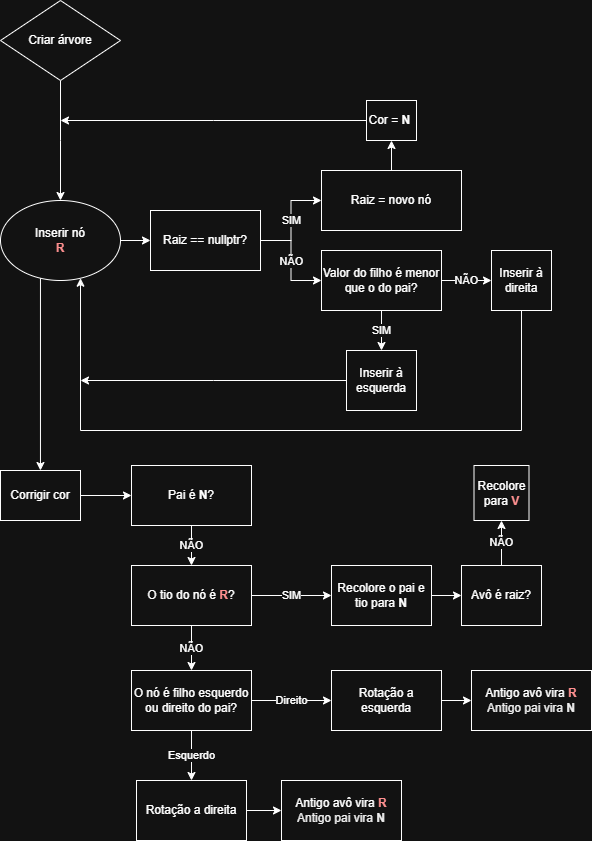 Criar árvore
Cor = N
Inserir nó
R
Raiz == nullptr?
SIM
Raiz = novo nó
NÃO
Valor do filho é menor
que o do pai?
NÃO
Inserir à
direita
SIM
Inserir à
esquerda
Corrigir cor
Pai é N?
Recolore
para V
NÃO
NÃO
O tio do nó é R?
SIM
Recolore o pai e
tio para N
Avô é raiz?
NÃO
O nó é filho esquerdo
ou direito do pai?
Direito
Rotação a
esquerda
Antigo avô vira R
Antigo pai vira N
Esquerdo
Rotação a direita
Antigo avô vira R
Antigo pai vira N